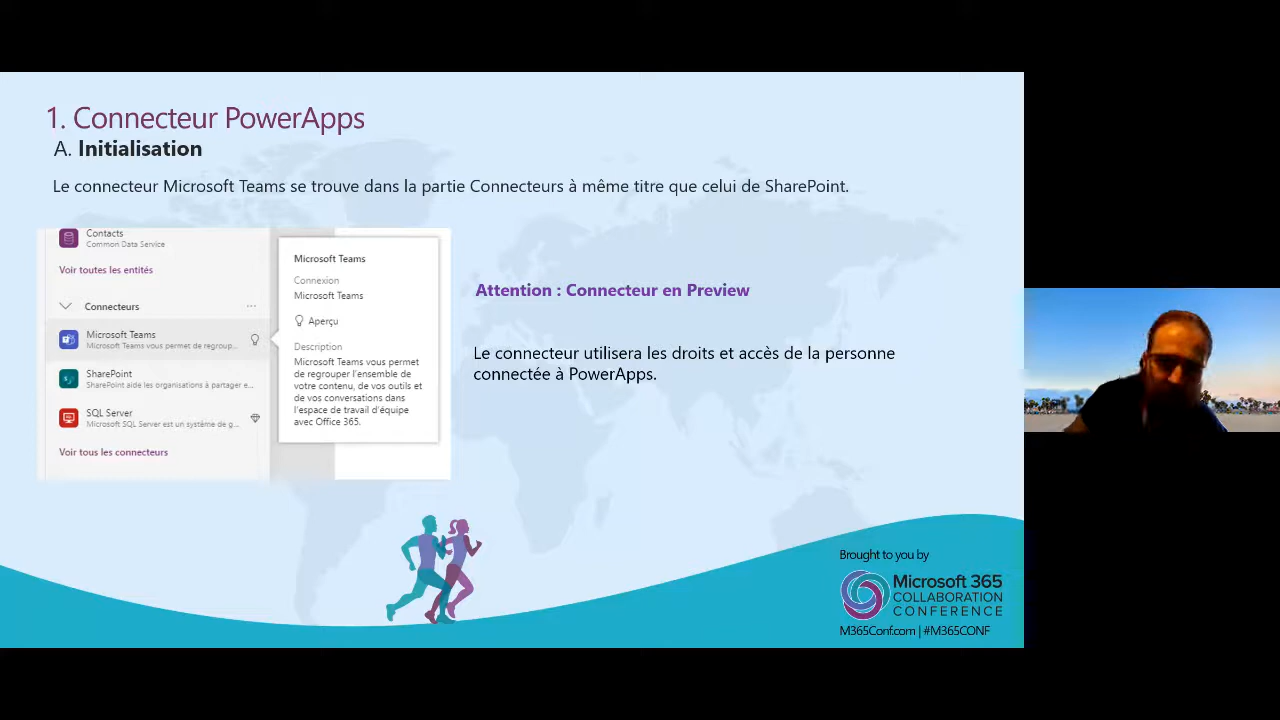 1. Connecteur PowerApps
A. Initialisation
Le connecteur Microsoft Teams se trouve dans la partie Connecteurs à même titre que celui de SharePoint.
Contacts
Common Data Service
Voir toutes les entités
Connecteurs
...
Microsoft Teams
Microsoft Teams vous permet de regroup...
SharePoint
SharePoint aide les organisations à partager e...
SQL Server
Microsoft SQL Server est un système de g...
Voir tous les connecteurs
Microsoft Teams
Connexion
Microsoft Teams
Aperçu
Description
Microsoft Teams vous permet
de regrouper l'ensemble de
votre contenu, de vos outils et
de vos conversations dans
l'espace de travail d'équipe
avec Office 365.
Attention : Connecteur en Preview
Le connecteur utilisera les droits et accès de la personne
connectée à PowerApps.
Brought to you by
Microsoft 365
COLLABORATION
CONFERENCE
M365Conf.com | #M365CONF